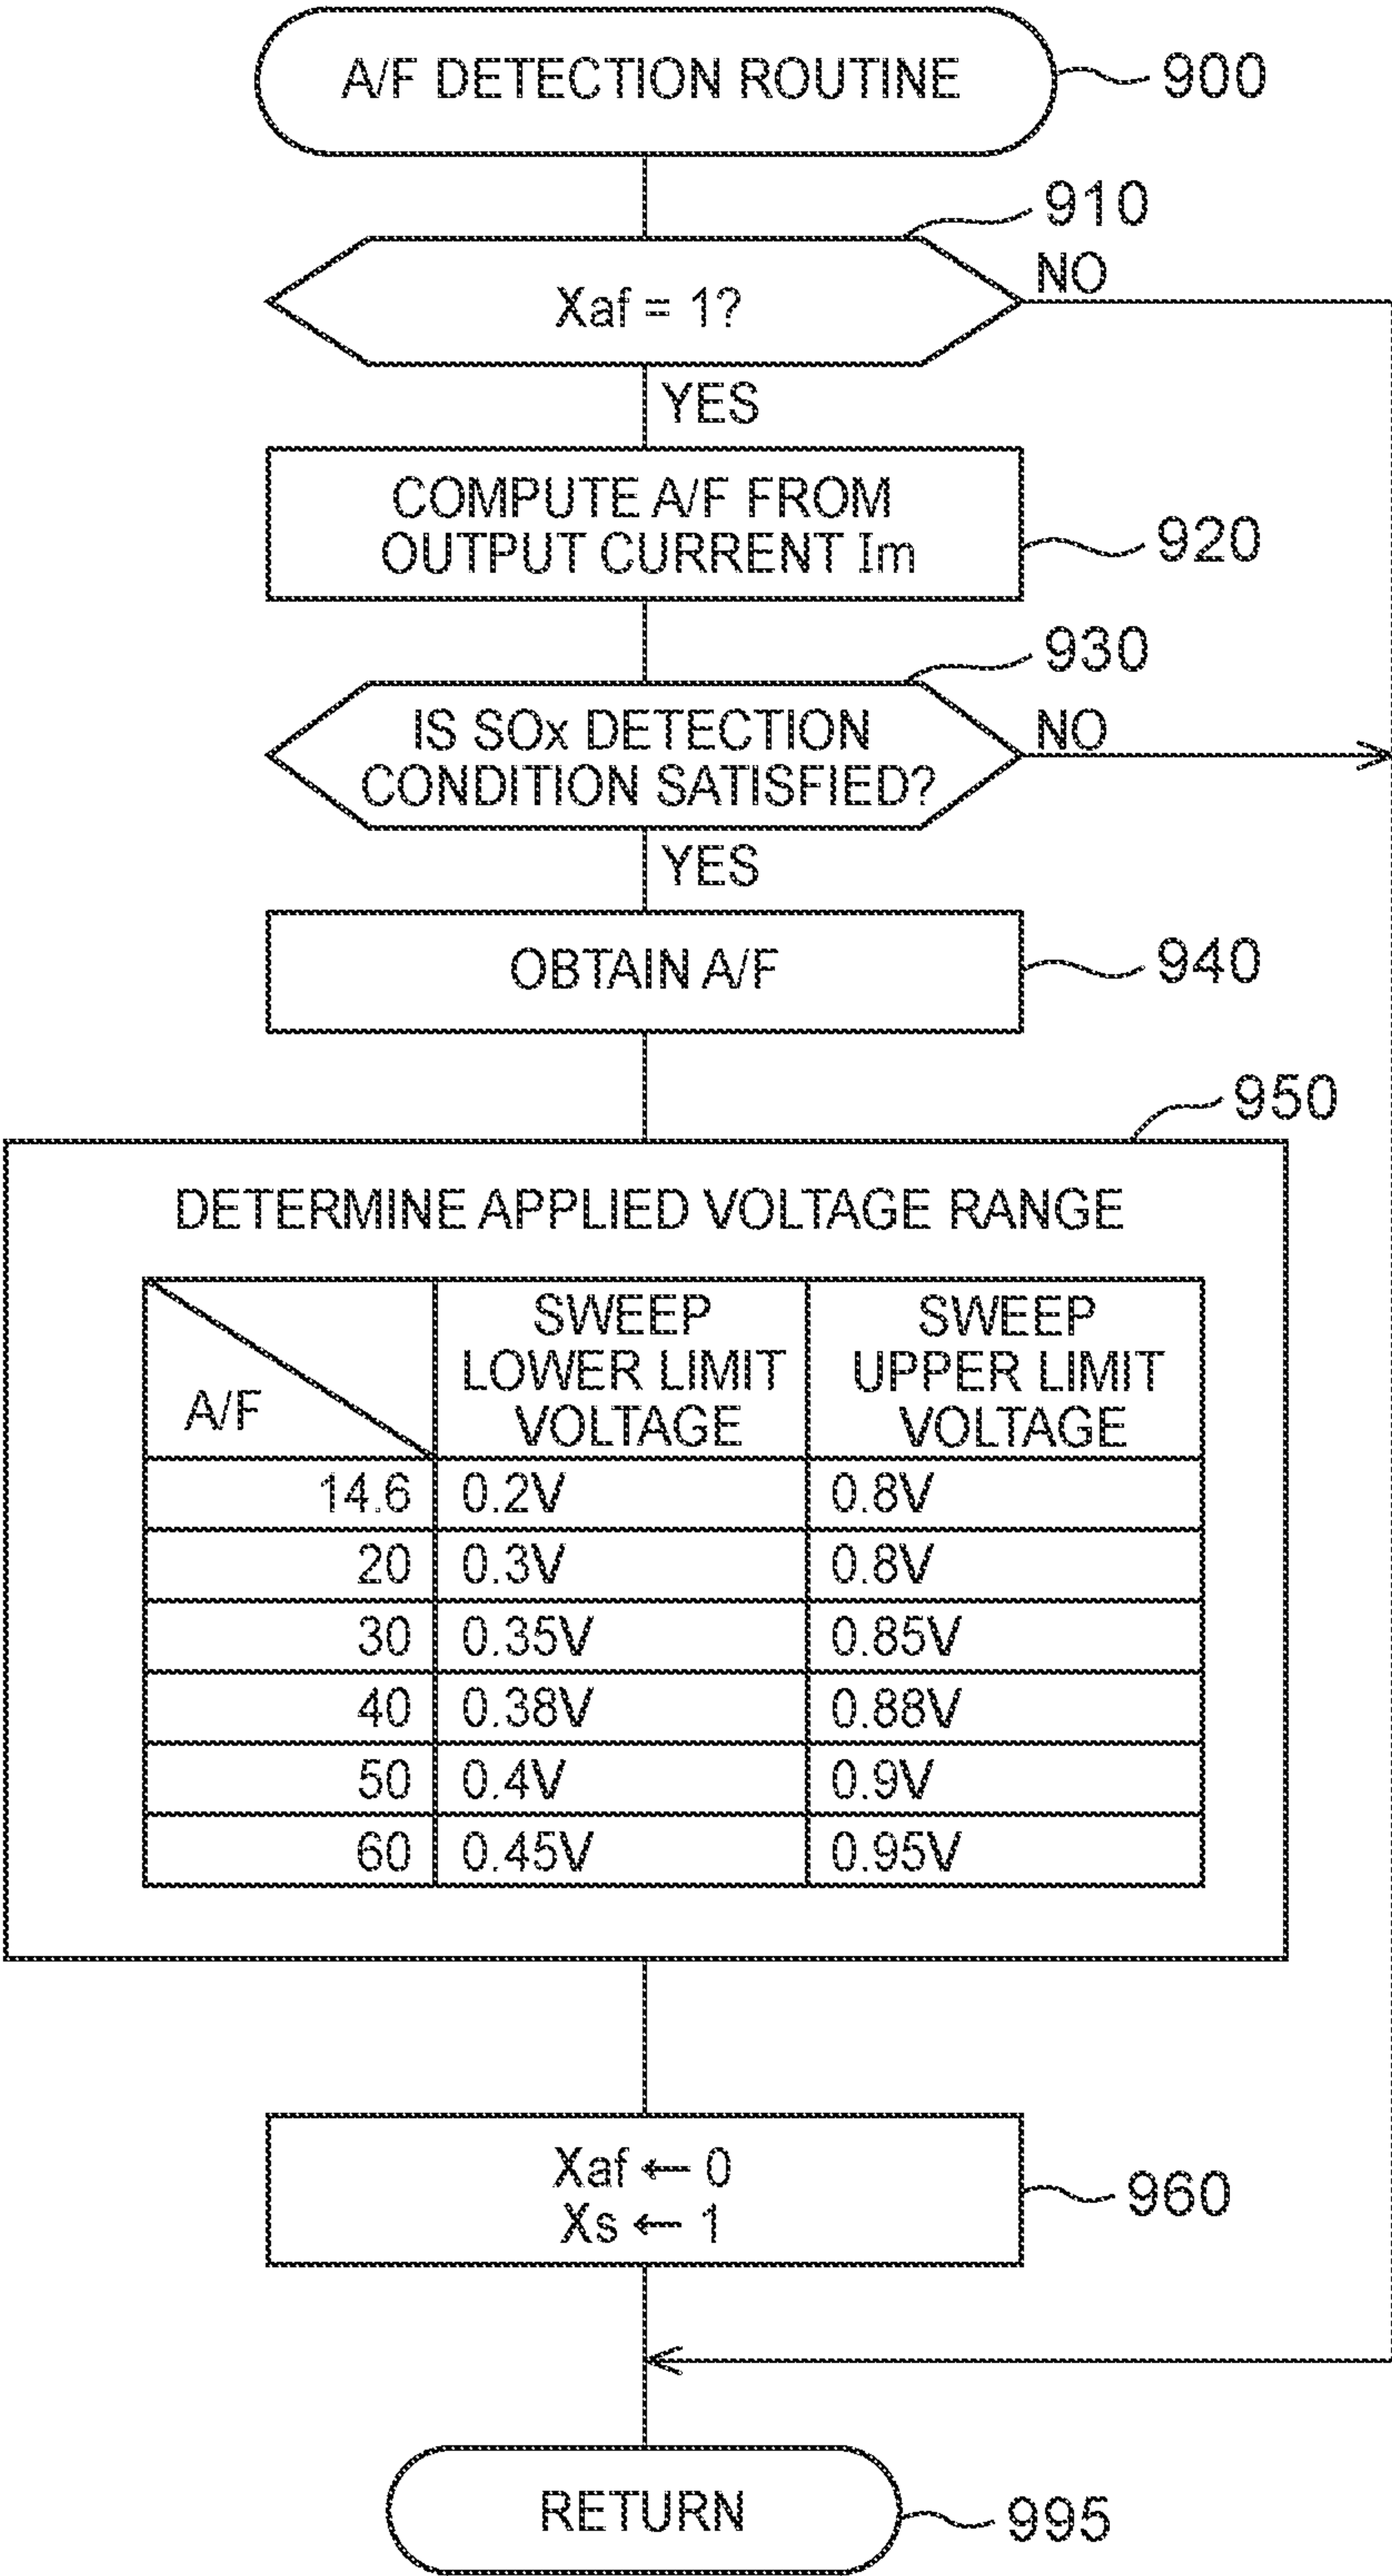 A/F DETECTION ROUTINE
900
910
Xaf = 1?
NO
YES
COMPUTE A/F FROM
OUTPUT CURRENT Im
920
930
IS SOx DETECTION
CONDITION SATISFIED?
NO
YES
OBTAIN A/F
940
950
DETERMINE APPLIED VOLTAGE RANGE
A/F
SWEEP
LOWER LIMIT
VOLTAGE
SWEEP
UPPER LIMIT
VOLTAGE
14.6 0.2V 0.8V
20 0.3V 0.8V
30 0.35V 0.85V
40 0.38V 0.88V
50 0.4V 0.9V
60 0.45V 0.95V
Xaf ← 0
Xs ← 1
960
RETURN
995